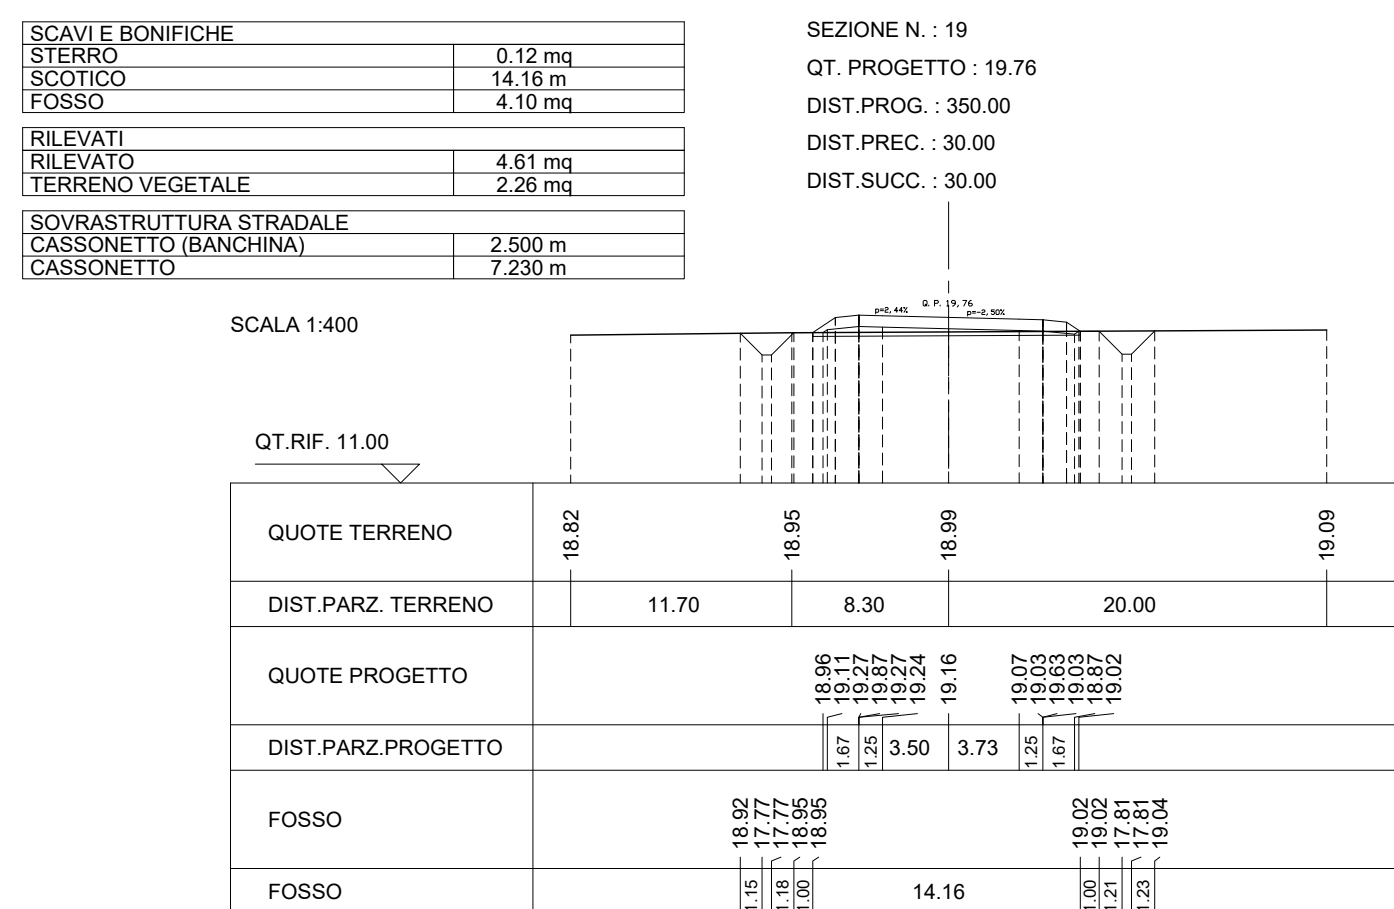 SCAVI E BONIFICHE
STERRO 0.12 mq
SCOTICO 14.16 m
FOSSO 4.10 mq
RILEVATI
RILEVATO 4.61 mq
TERRENO VEGETALE 2.26 mq
SOVRASTRUTTURA STRADALE
CASSONETTO (BANCHINA) 2.500 m
CASSONETTO 7.230 m
SEZIONE N. : 19
QT. PROGETTO : 19.76
DIST.PROG. : 350.00
DIST.PREC. : 30.00
DIST.SUCC. : 30.00
SCALA 1:400
Q. P. 19,76
p=2,44% p=-2,50%
QT.RIF. 11.00
QUOTE TERRENO 18.82 18.95 18.99 19.09
DIST.PARZ. TERRENO 11.70 8.30 20.00
QUOTE PROGETTO 18.96 19.11 19.27 19.87 19.27 19.24 19.16 19.07 19.03 19.63 19.03 18.87 19.02
DIST.PARZ.PROGETTO 1.67 1.25 3.50 3.73 1.25 1.67
FOSSO 18.92 17.77 17.77 18.95 18.95 19.02 19.02 17.81 17.81 19.04
FOSSO 1.15 1.18 1.00 14.16 1.00 1.21 1.23